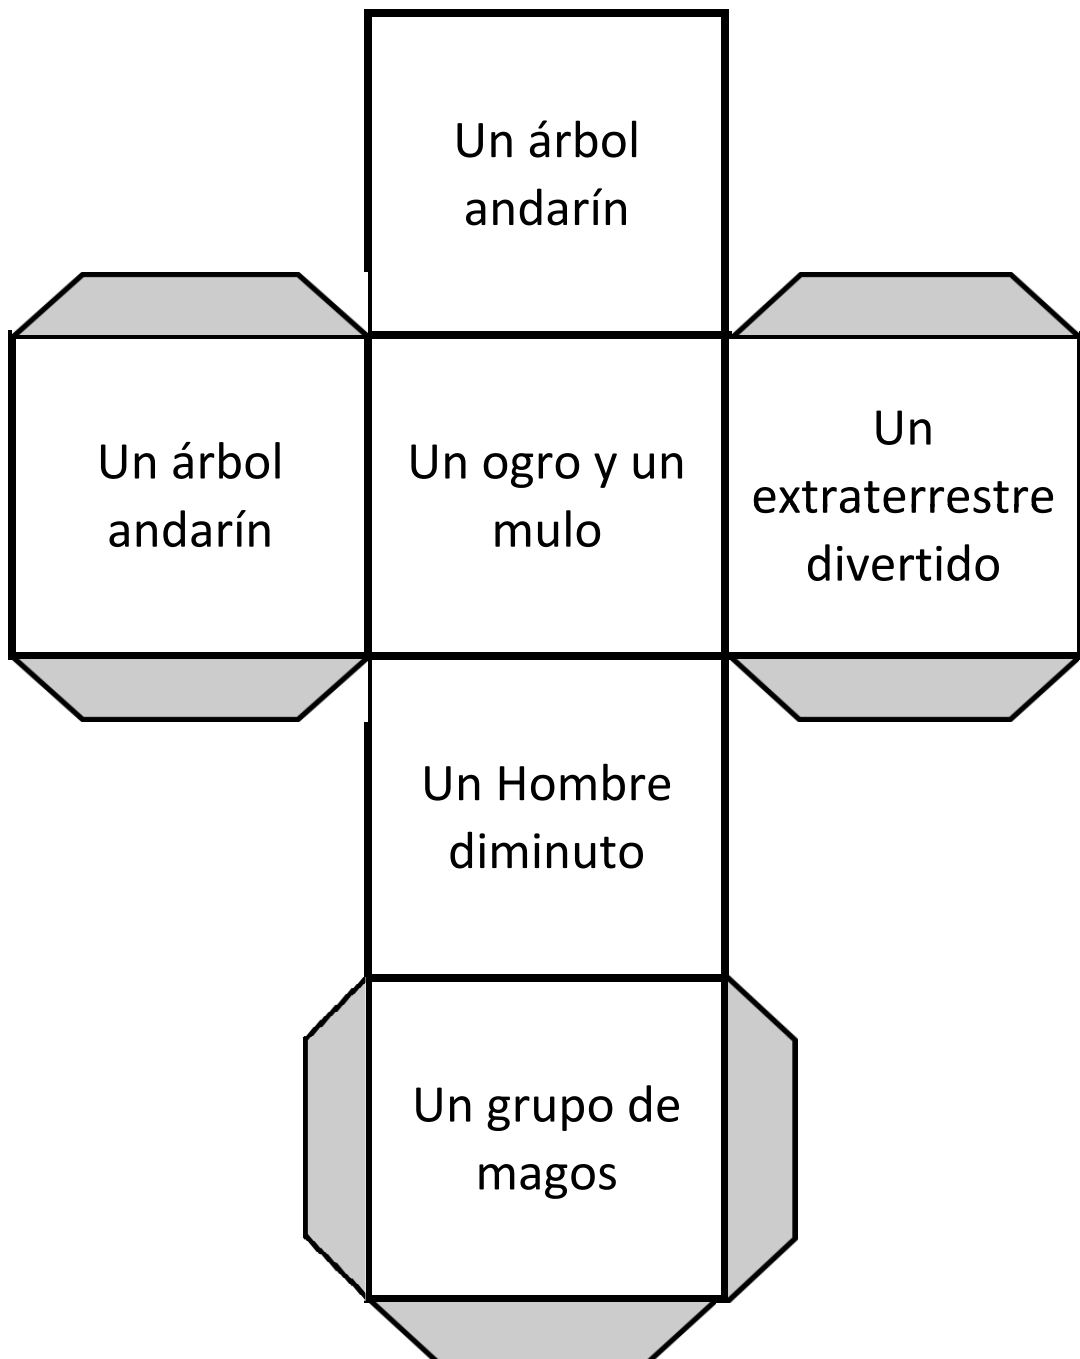 Un árbol
andarín
Un árbol
andarín
Un ogro y un
mulo
Un
extraterrestre
divertido
Un Hombre
diminuto
Un grupo de
magos